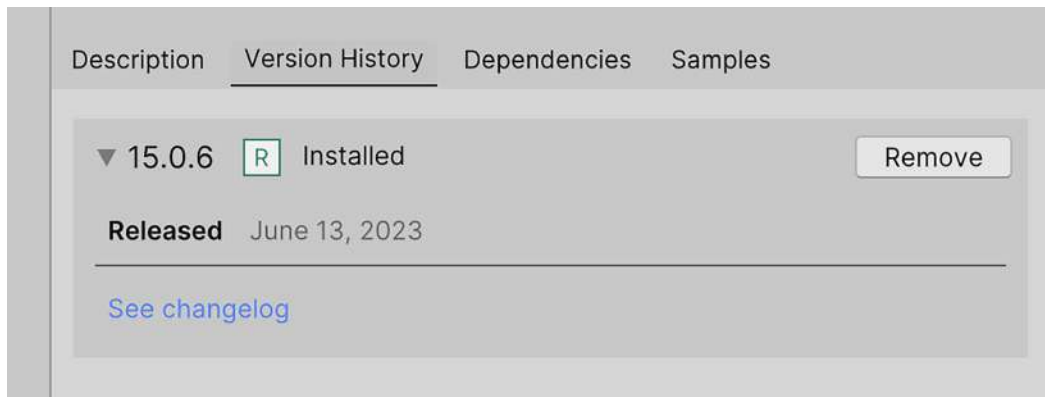 Description Version History Dependencies Samples
15.0.6 R Installed Remove
Released June 13, 2023
See changelog